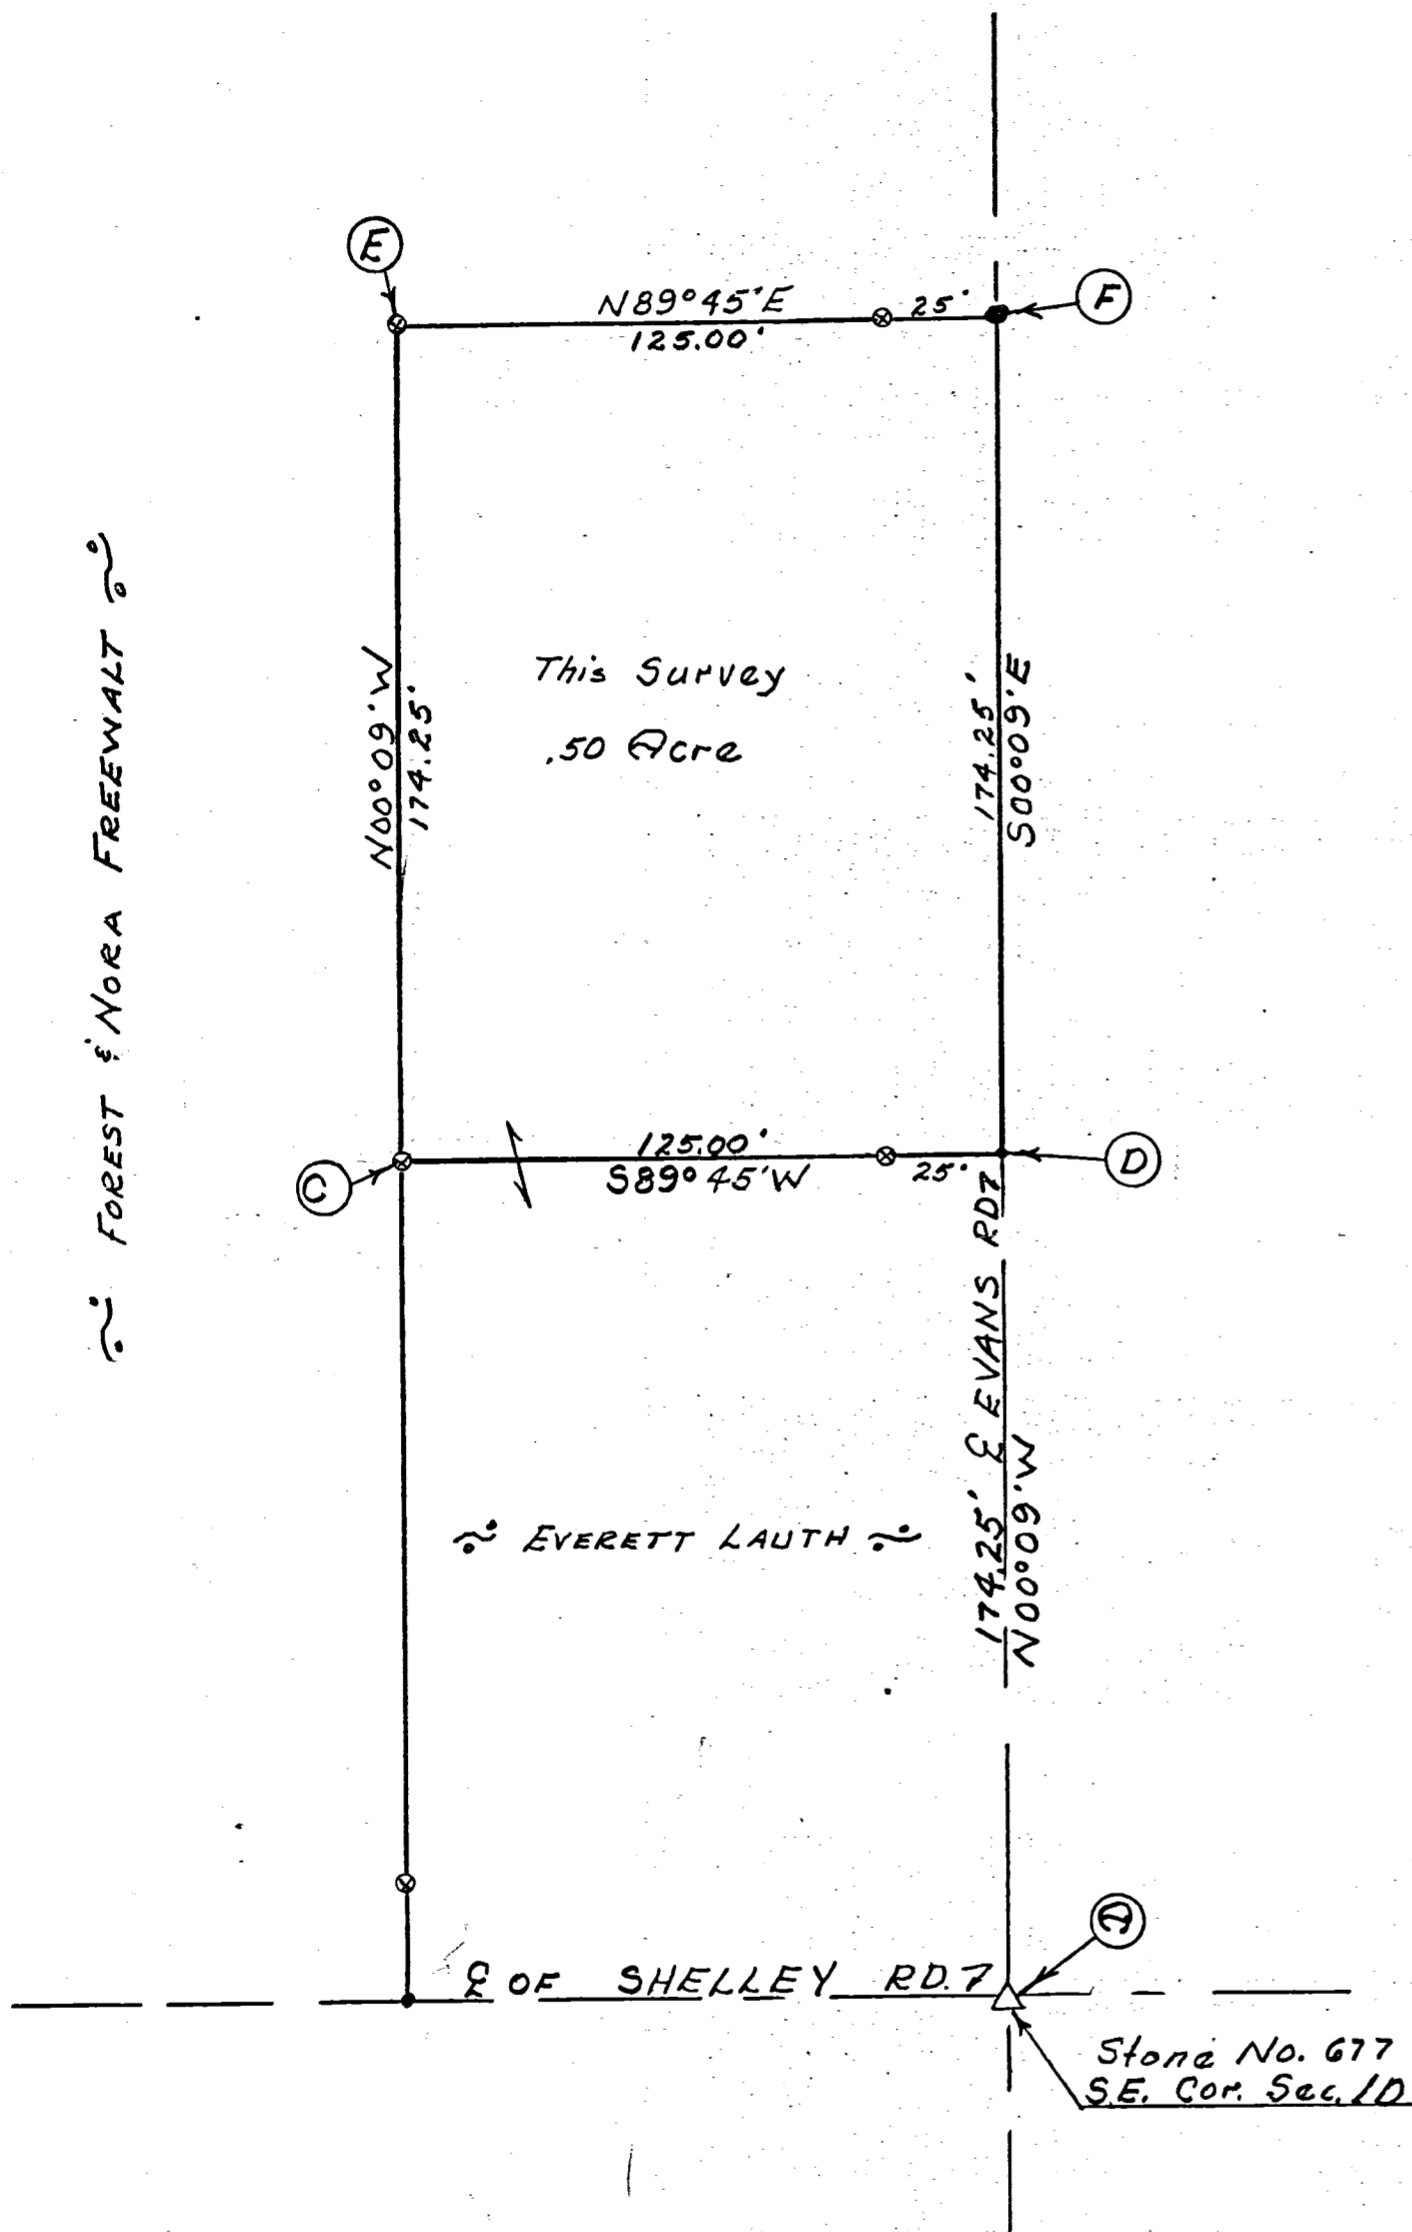 E
N89°45'E
25'
F
125.00'
N00°09'W
174.25'
This Survey
.50 Acre
174.25'
S00°09'E
FOREST & NORA FREEWALT
125.00'
S89°45'W
25'
C
D
174.25' ℄ EVANS RD7
N00°09'W
EVERETT LAUTH
A
℄ OF SHELLEY RD.7
Stone No. 677
S.E. Cor. Sec. 10